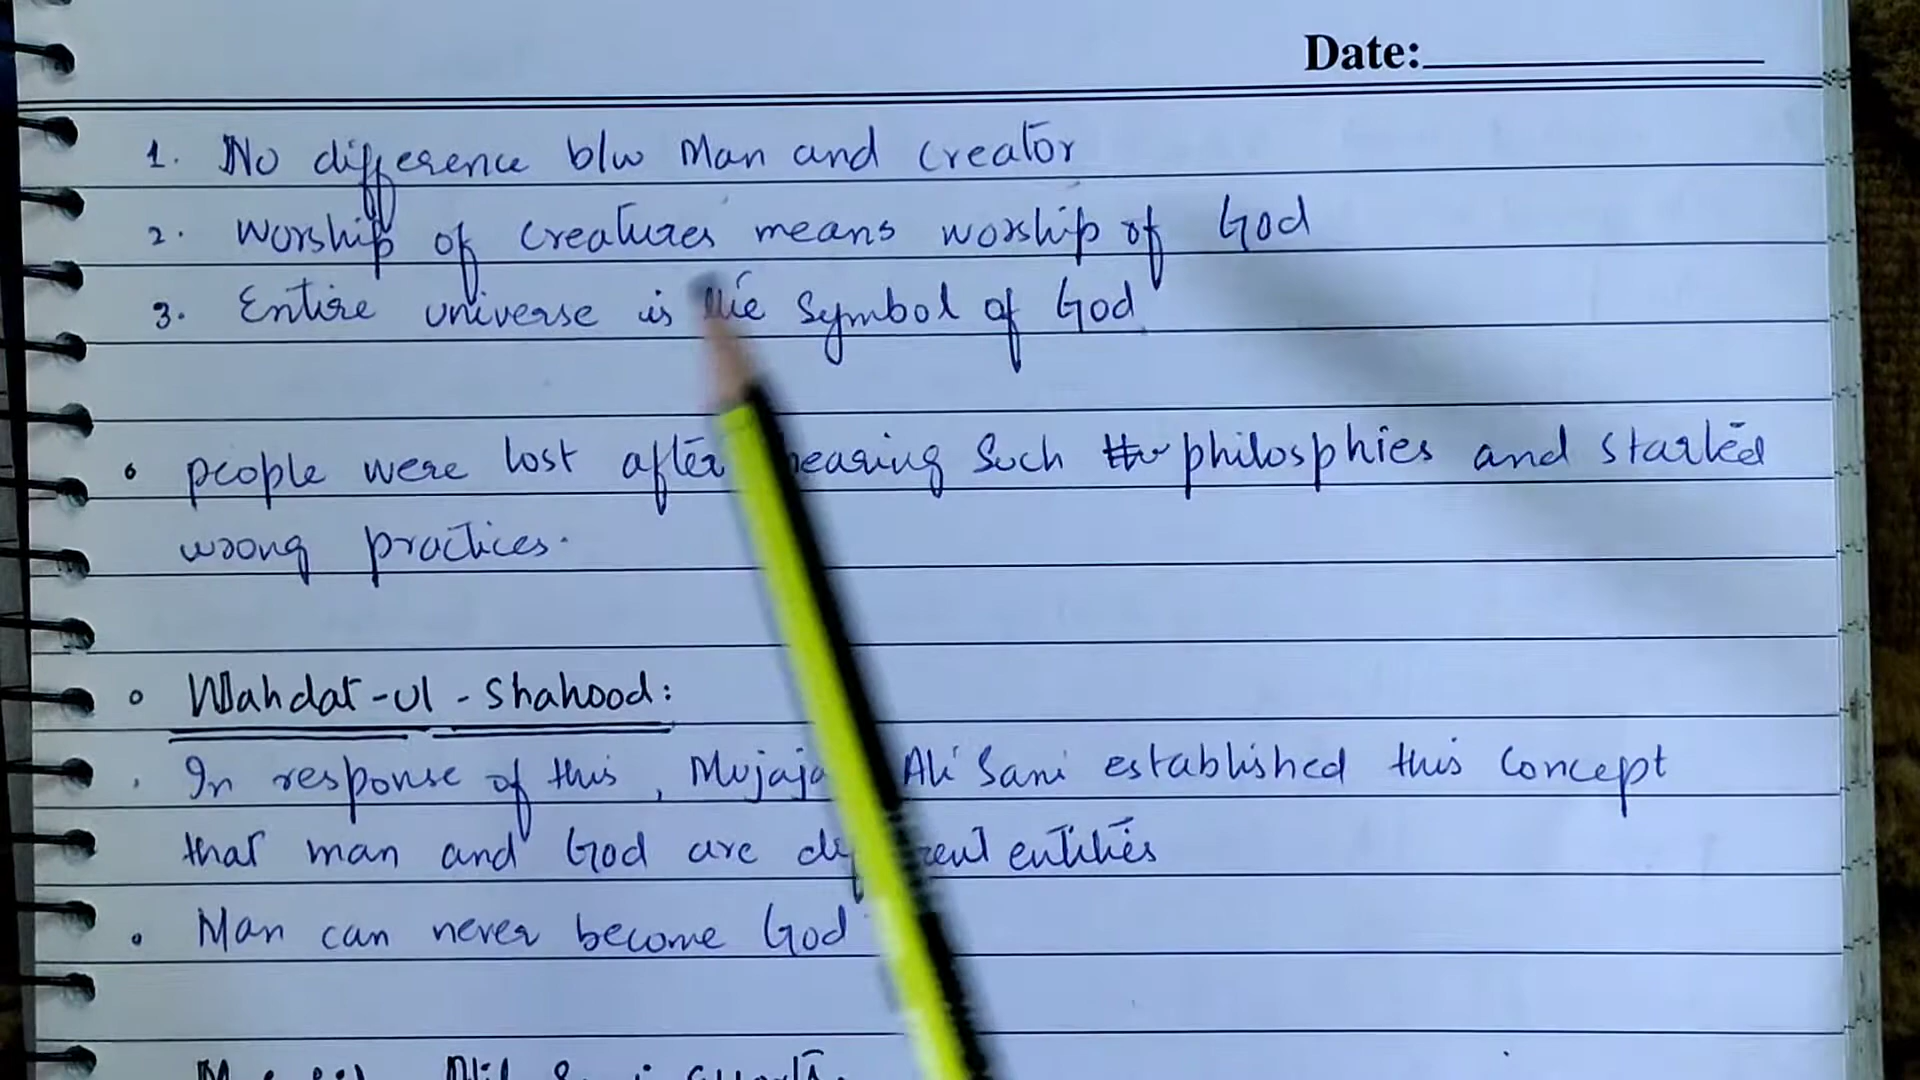 Date:
1. No difference b/w Man and creator
2. Worship of creatures means worship of God
3. Entire universe is the Symbol of God
people were lost after hearing Such philosphies and started
wrong practices.
Wahdat-ul-Shahood:
In response of this, Ali Sani established this concept
that man and God are different entities
Man can never become God